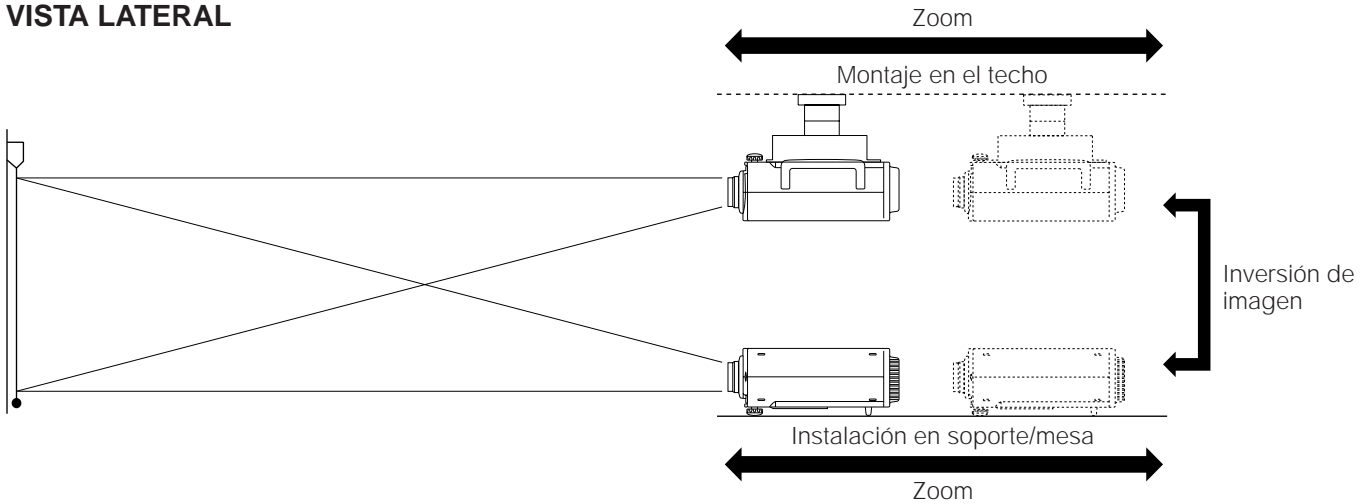 VISTA LATERAL
Zoom
Montaje en el techo
Inversión de
imagen
Instalación en soporte/mesa
Zoom